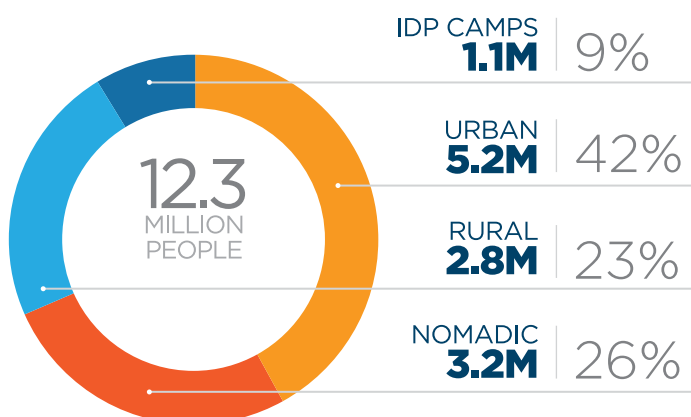 IDP CAMPS
1.1M 9%
URBAN
5.2M 42%
12.3
MILLION
PEOPLE
RURAL
2.8M 23%
NOMADIC
3.2M 26%